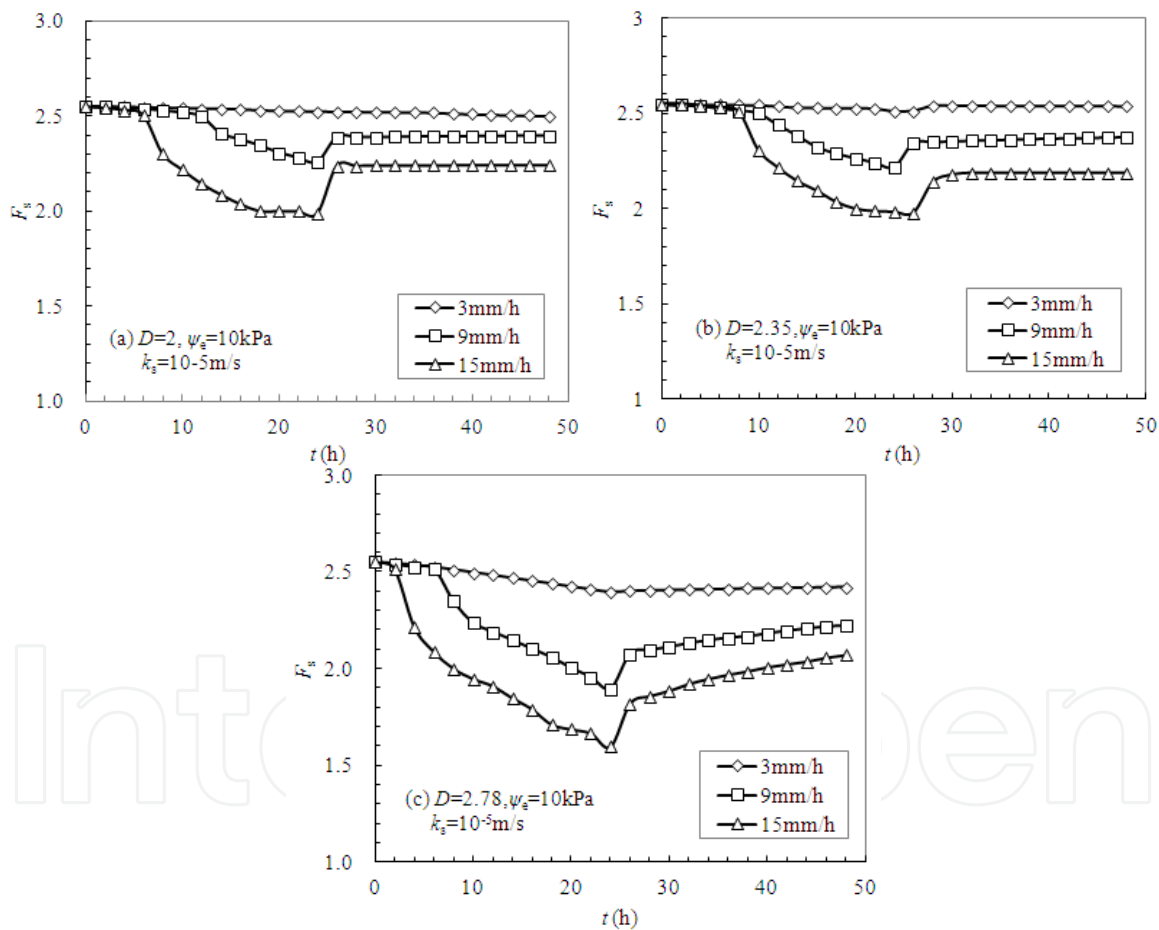 3.0
2.5
2.0
1.5
1.0
Fs
0 10 20 30 40 50
t (h)
(a) D=2, ψe=10kPa
ks=10-5m/s
3mm/h
9mm/h
15mm/h
3
2.5
2
1.5
1
Fs
0 10 20 30 40 50
t (h)
(b) D=2.35, ψe=10kPa
ks=10-5m/s
3mm/h
9mm/h
15mm/h
3.0
2.5
2.0
1.5
1.0
Fs
0 10 20 30 40 50
t (h)
(c) D=2.78,ψe=10kPa
ks=10⁻⁵m/s
3mm/h
9mm/h
15mm/h